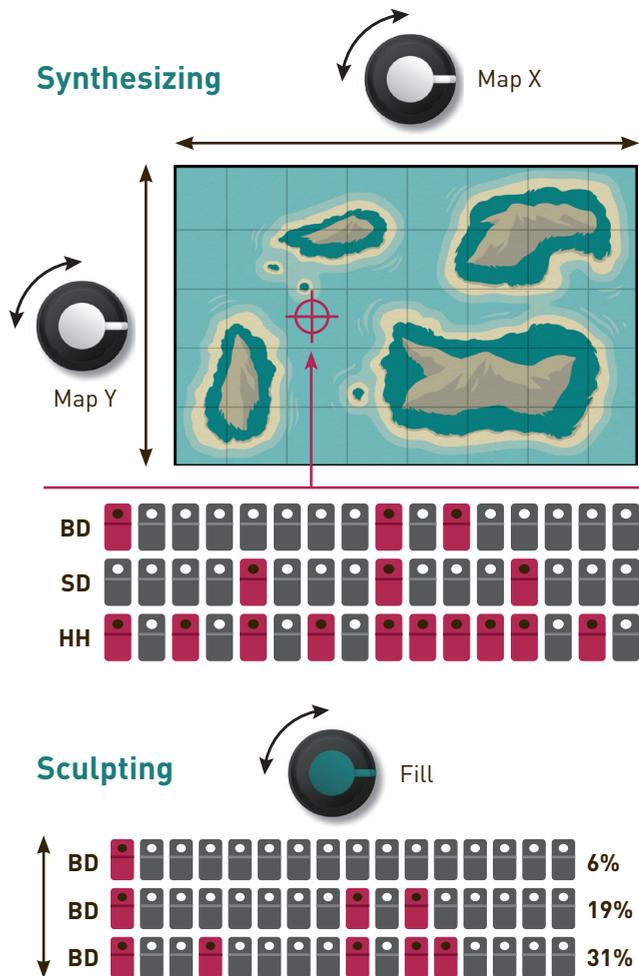 Synthesizing
Map X
Map Y
BD
SD
HH
Sculpting
Fill
BD 6%
BD 19%
BD 31%